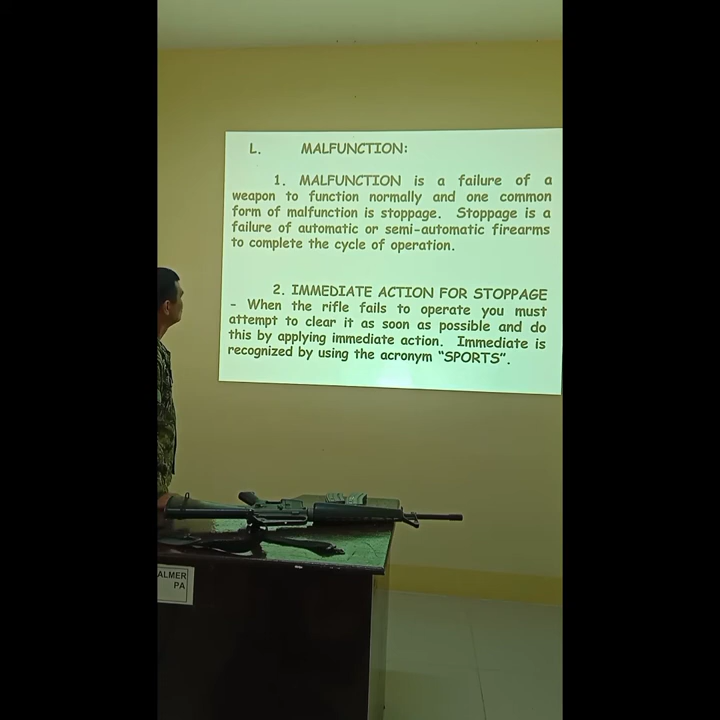 L. MALFUNCTION:
1. MALFUNCTION is a failure of a
weapon to function normally and one common
form of malfunction is stoppage. Stoppage is a
failure of automatic or semi-automatic firearms
to complete the cycle of operation.
2. IMMEDIATE ACTION FOR STOPPAGE
- When the rifle fails to operate you must
attempt to clear it as soon as possible and do
this by applying immediate action. Immediate is
recognized by using the acronym “SPORTS”.
ALMER
PA